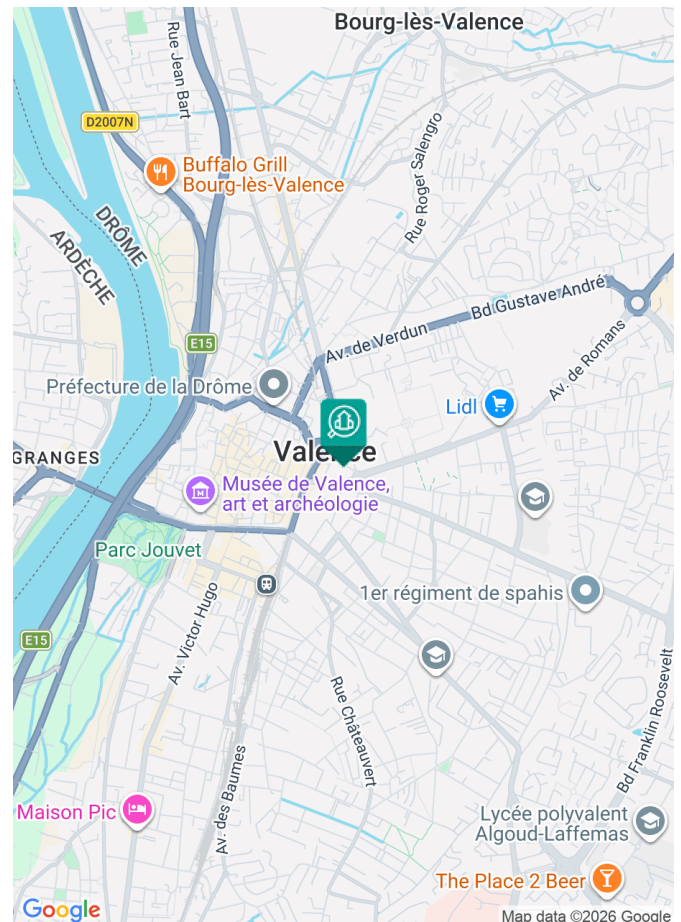 Bourg-lès-Valence
Rue Jean Bart
D2007N
Buffalo Grill
Bourg-lès-Valence
Rue Roger Salengro
DRÔME
ARDÈCHE
Bd Gustave André
Av. de Verdun
E15
Av. de Romans
Préfecture de la Drôme
Lidl
Valence
GRANGES
Musée de Valence,
art et archéologie
Parc Jouvet
1er régiment de spahis
Av. Victor Hugo
E15
Rue Châteauvert
Bd Franklin Roosevelt
Av. des Baumes
Maison Pic
Lycée polyvalent
Algoud-Laffemas
The Place 2 Beer
Google
Map data ©2026 Google